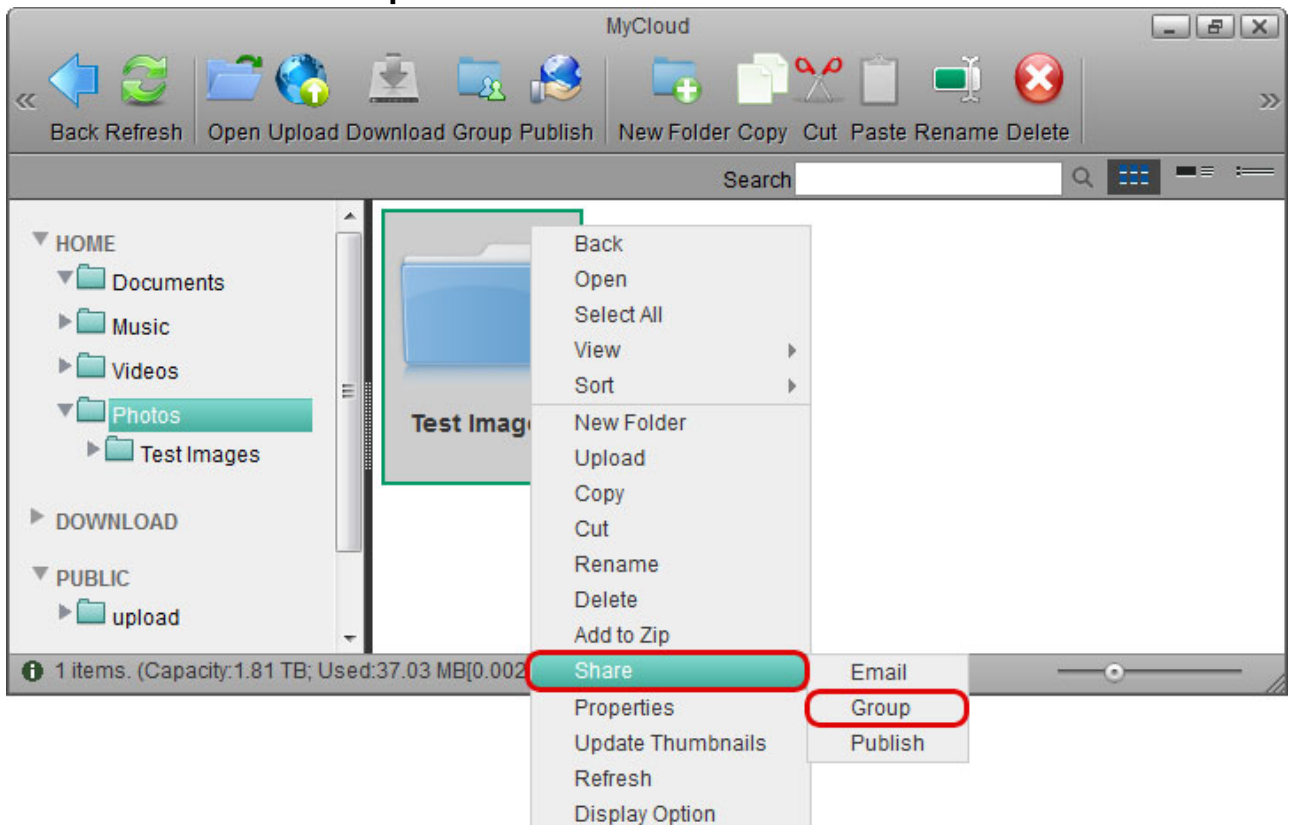 MyCloud
Back Refresh Open Upload Download Group Publish New Folder Copy Cut Paste Rename Delete
Search
HOME
Documents
Music
Videos
Photos
Test Images
DOWNLOAD
PUBLIC
upload
Test Imag
Back
Open
Select All
View
Sort
New Folder
Upload
Copy
Cut
Rename
Delete
Add to Zip
Share
Properties
Update Thumbnails
Refresh
Display Option
Email
Group
Publish
1 items. (Capacity:1.81 TB; Used:37.03 MB[0.002